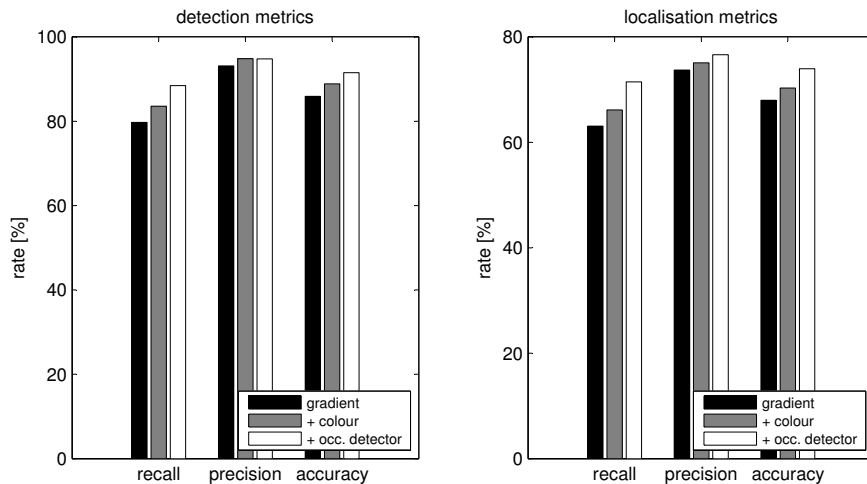 detection metrics
rate [%]
100
80
60
40
20
0
recall precision accuracy
gradient
+ colour
+ occ. detector
localisation metrics
rate [%]
80
60
40
20
0
recall precision accuracy
gradient
+ colour
+ occ. detector